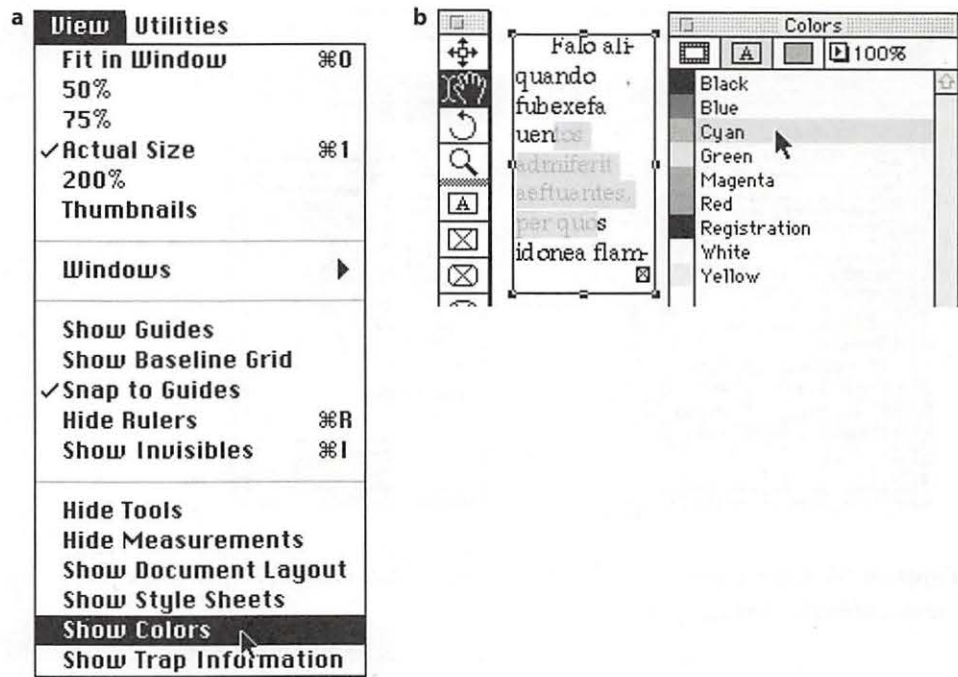 a
View Utilities
Fit in Window ⌘0
50%
75%
✓Actual Size ⌘1
200%
Thumbnails
Windows ▶
Show Guides
Show Baseline Grid
✓Snap to Guides
Hide Rulers ⌘R
Show Invisibles ⌘I
Hide Tools
Hide Measurements
Show Document Layout
Show Style Sheets
Show Colors
Show Trap Information
b
A
Falo ali-
quando
fubexefa
uentos
admiferit
aeftuantes,
per quos
idonea flam-
Colors
A 100%
Black
Blue
Cyan
Green
Magenta
Red
Registration
White
Yellow